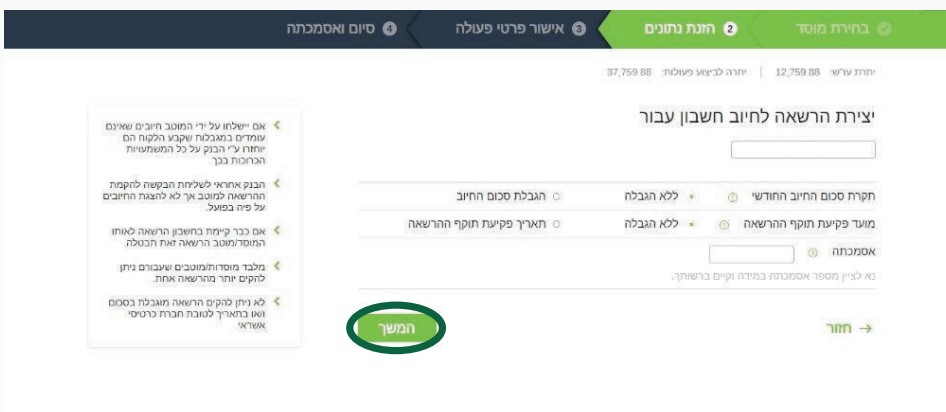 בחירת מוסד
2 הזנת נתונים
3 אישור פרטי פעולה
4 סיום ואסמכתה
יתרת עו"ש: 12,759.88 | יתרה לביצוע פעולות: 37,759.88
יצירת הרשאה לחיוב חשבון עבור
תקרת סכום החיוב החודשי ללא הגבלה הגבלת סכום החיוב
מועד פקיעת תוקף ההרשאה ללא הגבלה תאריך פקיעת תוקף ההרשאה
אסמכתה
נא לציין מספר אסמכתה במידה וקיים ברשותך.
חזור
המשך
אם יישלחו על ידי המוטב חיובים שאינם
עומדים במגבלות שקבע הלקוח הם
יוחזרו ע"י הבנק על כל המשמעויות
הכרוכות בכך.
הבנק אחראי לשליחת הבקשה להקמת
ההרשאה למוטב אך לא להצגת החיובים
על פיה בפועל.
אם כבר קיימת בחשבון הרשאה לאותו
המוסד/מוטב הרשאה זאת תבטלה.
מלבד מוסדות/מוטבים שעבורם ניתן
להקים יותר מהרשאה אחת.
לא ניתן להקים הרשאה מוגבלת בסכום
ו/או בתאריך לטובת חברת כרטיסי
אשראי